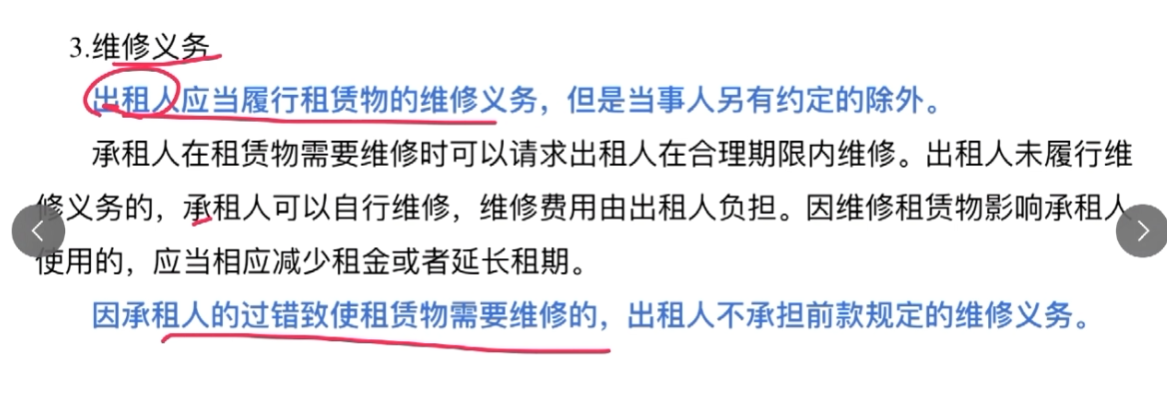 3.维修义务
出租人应当履行租赁物的维修义务，但是当事人另有约定的除外。
承租人在租赁物需要维修时可以请求出租人在合理期限内维修。出租人未履行维
修义务的，承租人可以自行维修，维修费用由出租人负担。因维修租赁物影响承租人
使用的，应当相应减少租金或者延长租期。
因承租人的过错致使租赁物需要维修的，出租人不承担前款规定的维修义务。